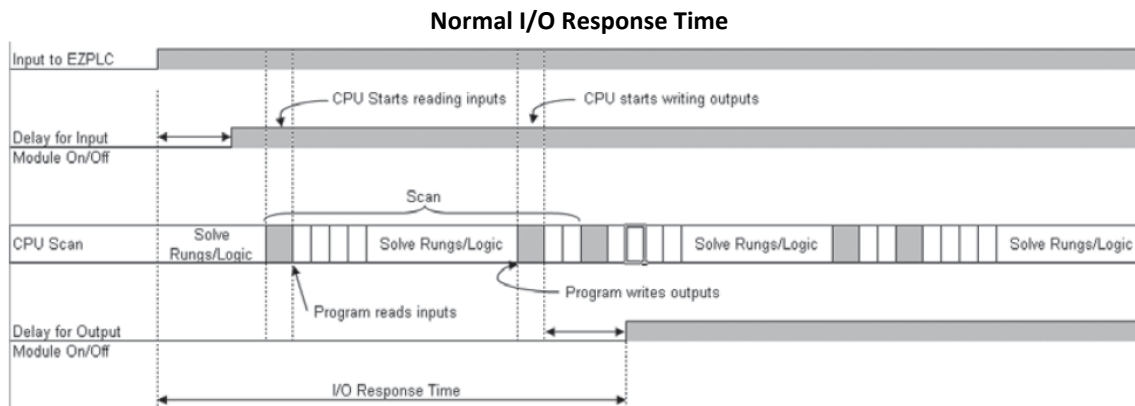 Normal I/O Response Time
Input to EZPLC
CPU Starts reading inputs
CPU starts writing outputs
Delay for Input
Module On/Off
Scan
CPU Scan
Solve
Rungs/Logic
Solve Rungs/Logic
Solve Rungs/Logic
Solve Rungs/Logic
Program reads inputs
Program writes outputs
Delay for Output
Module On/Off
I/O Response Time